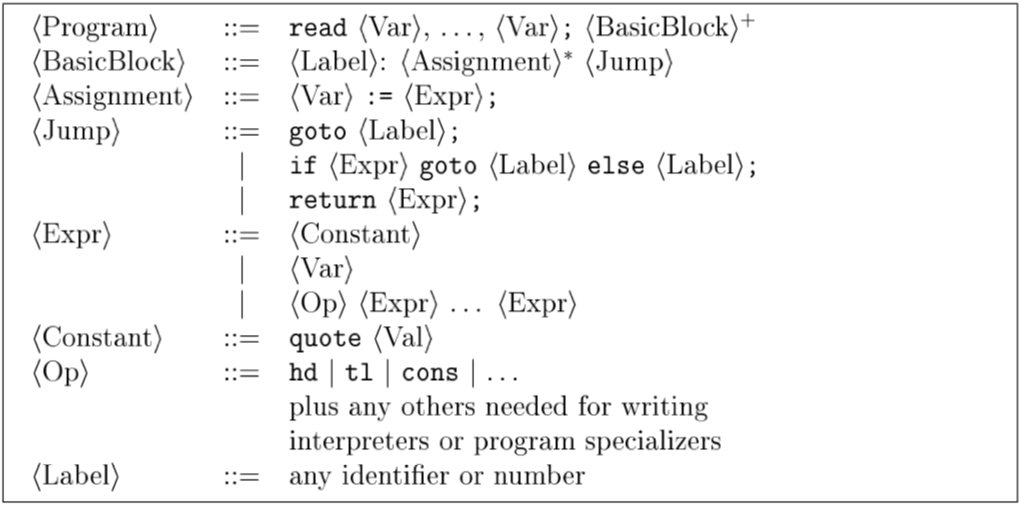 ⟨Program⟩ ::= read ⟨Var⟩, ..., ⟨Var⟩; ⟨BasicBlock⟩⁺
⟨BasicBlock⟩ ::= ⟨Label⟩: ⟨Assignment⟩* ⟨Jump⟩
⟨Assignment⟩ ::= ⟨Var⟩ := ⟨Expr⟩;
⟨Jump⟩ ::= goto ⟨Label⟩;
| if ⟨Expr⟩ goto ⟨Label⟩ else ⟨Label⟩;
| return ⟨Expr⟩;
⟨Expr⟩ ::= ⟨Constant⟩
| ⟨Var⟩
| ⟨Op⟩ ⟨Expr⟩ ... ⟨Expr⟩
⟨Constant⟩ ::= quote ⟨Val⟩
⟨Op⟩ ::= hd | tl | cons | ...
plus any others needed for writing
interpreters or program specializers
⟨Label⟩ ::= any identifier or number